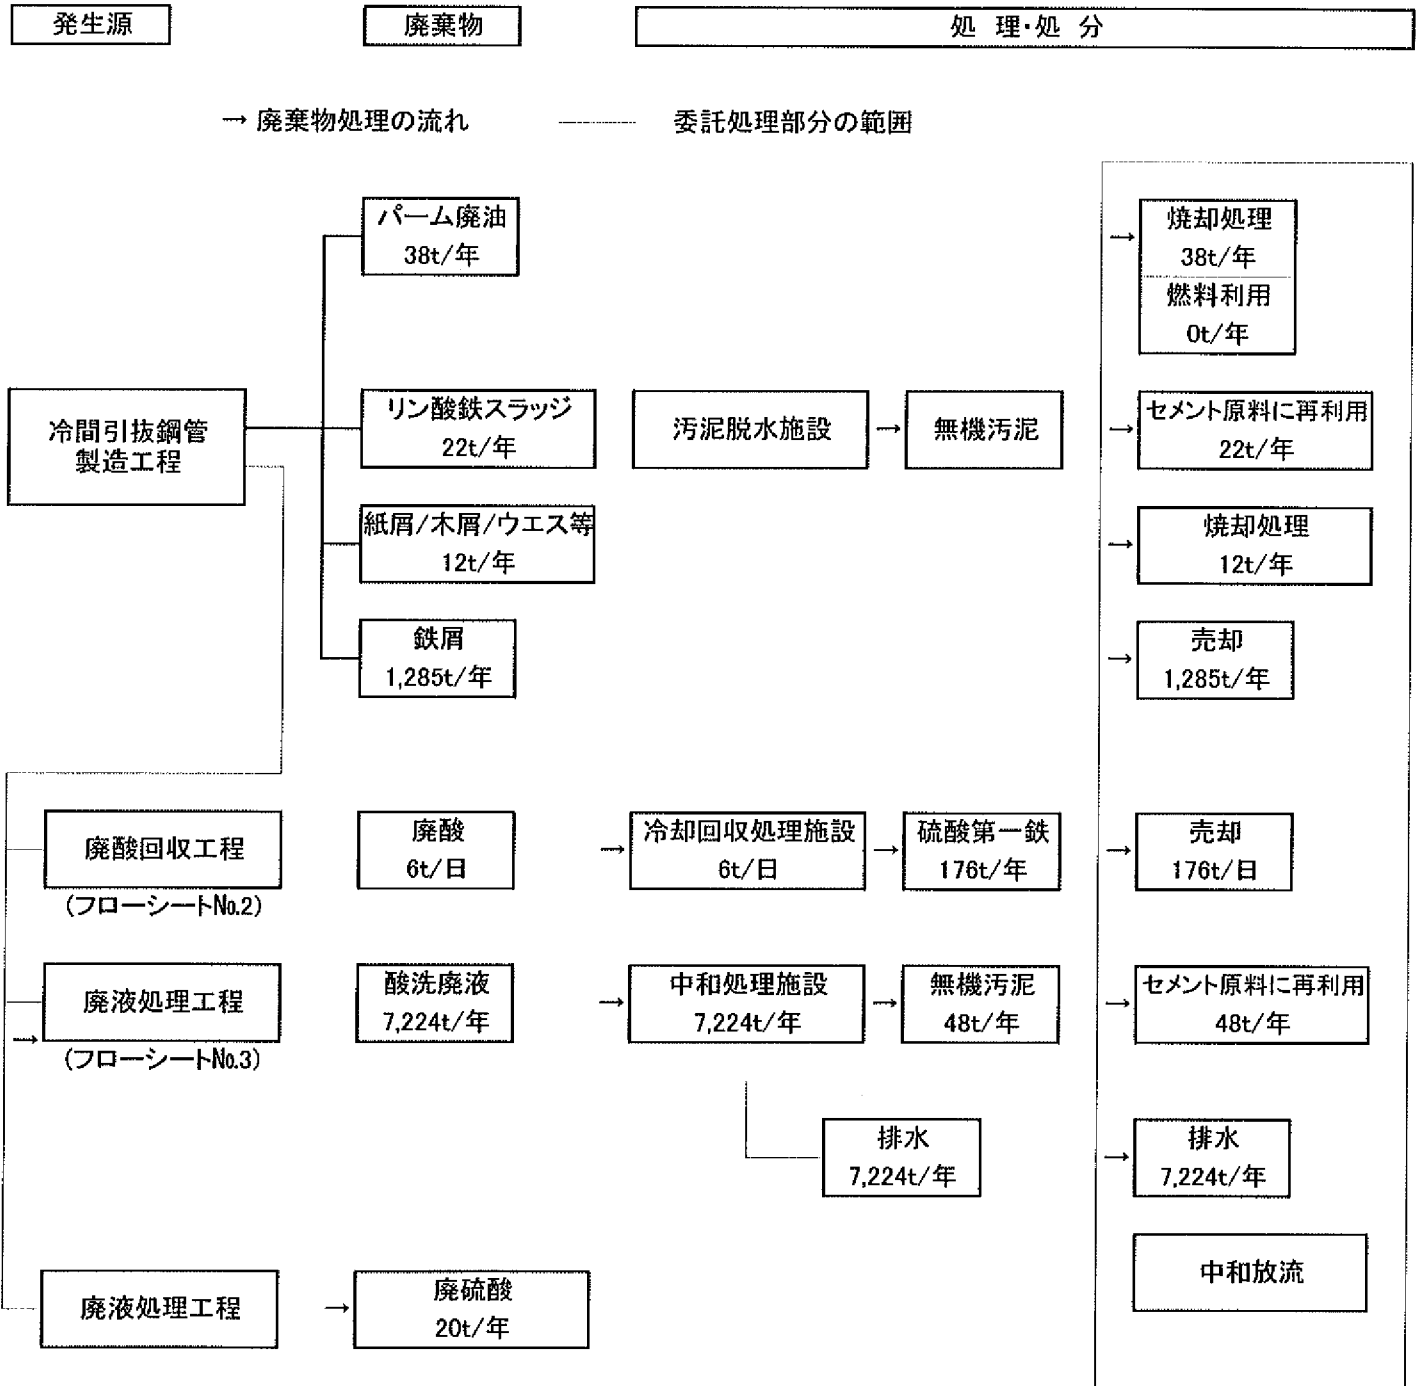 発生源
廃棄物
処 理・処 分
→ 廃棄物処理の流れ
委託処理部分の範囲
パーム廃油
38t/年
→
焼却処理
38t/年
燃料利用
0t/年
冷間引抜鋼管
製造工程
リン酸鉄スラッジ
22t/年
汚泥脱水施設
→
無機汚泥
→
セメント原料に再利用
22t/年
紙屑/木屑/ウエス等
12t/年
→
焼却処理
12t/年
鉄屑
1,285t/年
→
売却
1,285t/年
廃酸回収工程
(フローシート№2)
廃酸
6t/日
→
冷却回収処理施設
6t/日
→
硫酸第一鉄
176t/年
→
売却
176t/日
→
廃液処理工程
(フローシート№3)
酸洗廃液
7,224t/年
→
中和処理施設
7,224t/年
→
無機汚泥
48t/年
→
セメント原料に再利用
48t/年
排水
7,224t/年
→
排水
7,224t/年
中和放流
廃液処理工程
→
廃硫酸
20t/年